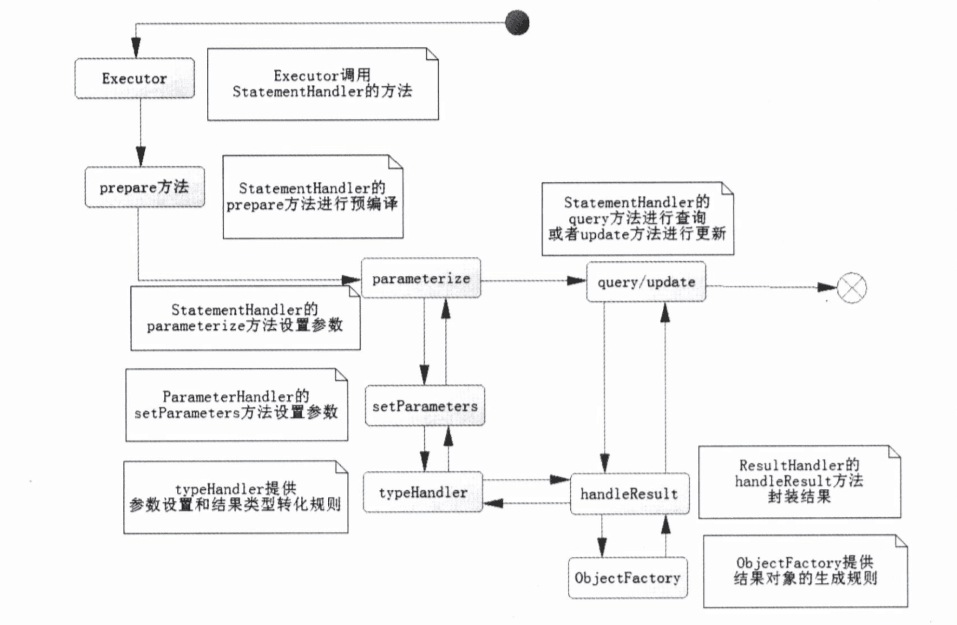 Executor
Executor调用
StatementHandler的方法
prepare方法
StatementHandler的
prepare方法进行预编译
StatementHandler的
query方法进行查询
或者update方法进行更新
parameterize
query/update
StatementHandler的
parameterize方法设置参数
ParameterHandler的
setParameters方法设置参数
setParameters
typeHandler提供
参数设置和结果类型转化规则
typeHandler
handleResult
ResultHandler的
handleResult方法
封装结果
ObjectFactory
ObjectFactory提供
结果对象的生成规则